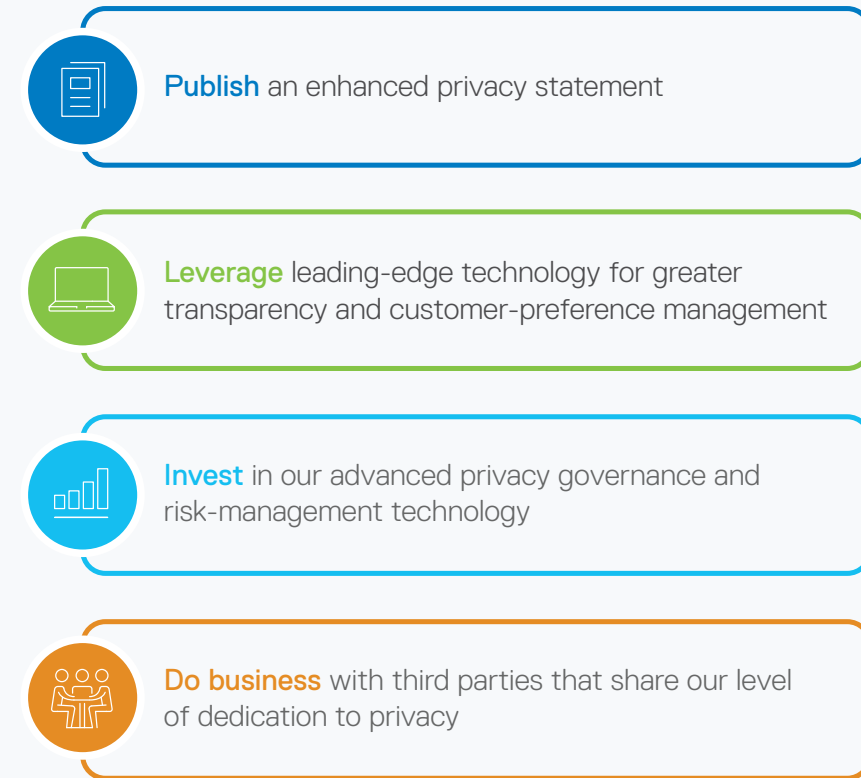 Publish an enhanced privacy statement
Leverage leading-edge technology for greater
transparency and customer-preference management
Invest in our advanced privacy governance and
risk-management technology
Do business with third parties that share our level
of dedication to privacy